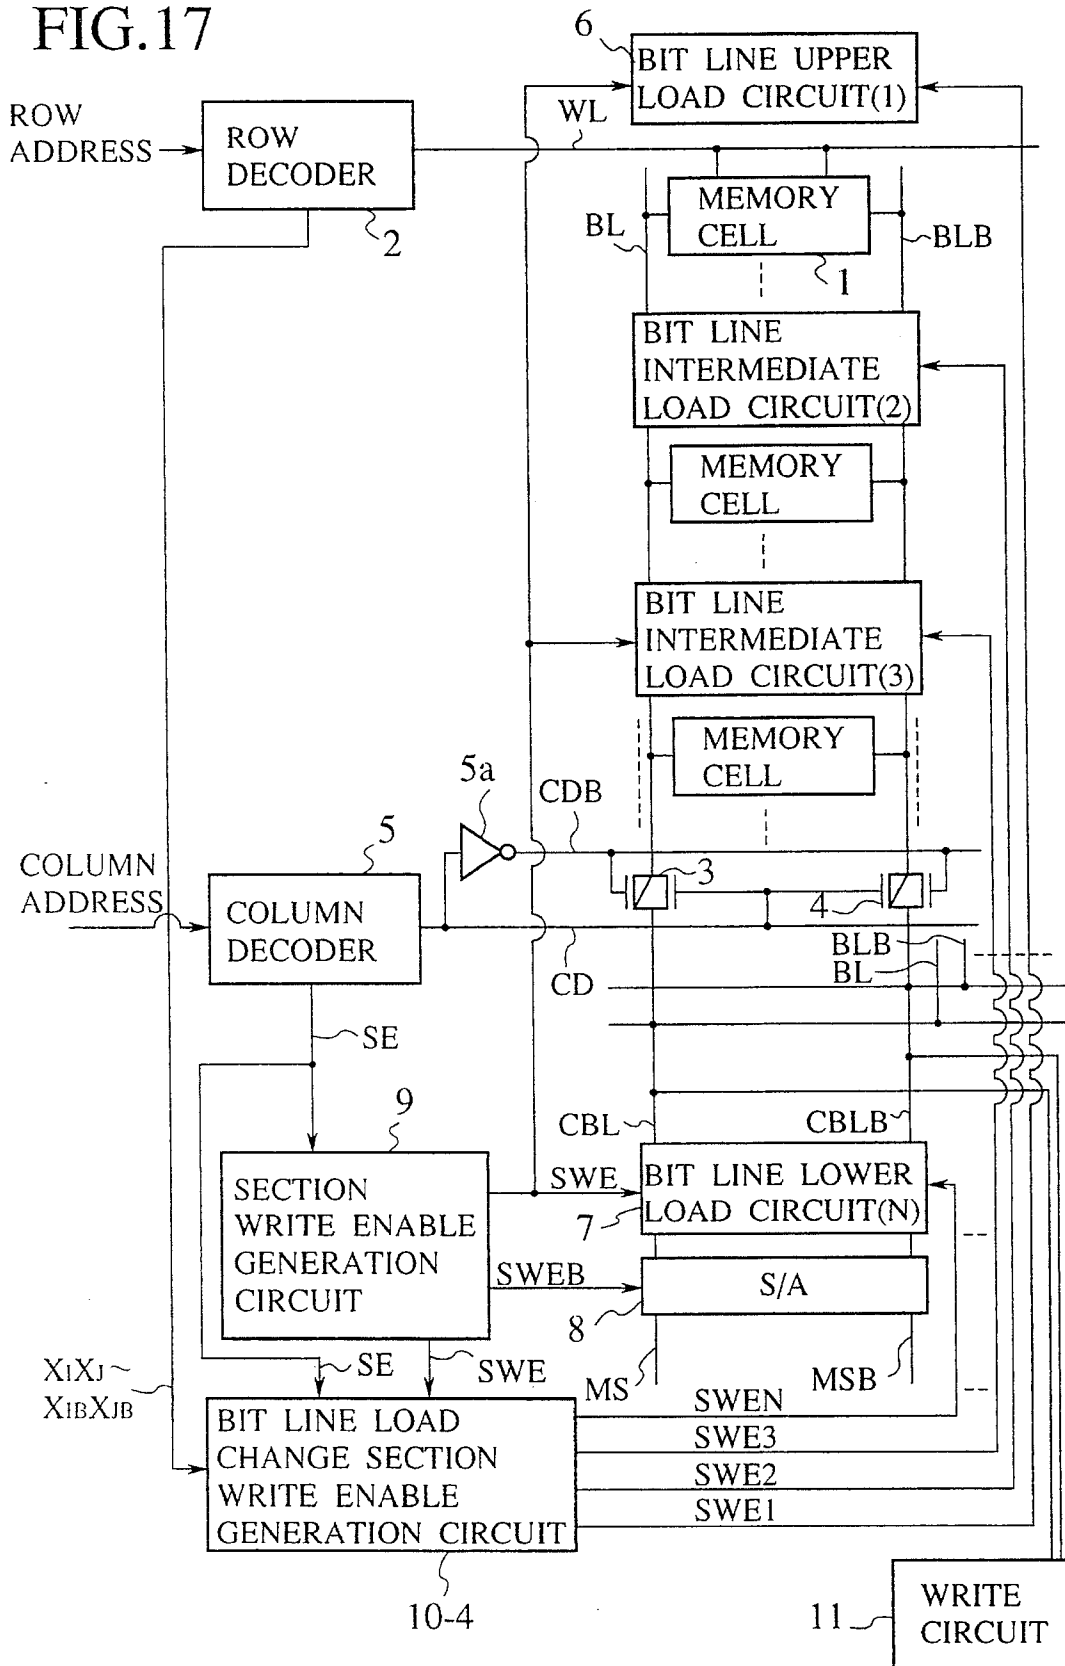 FIG.17
6
BIT LINE UPPER
LOAD CIRCUIT(1)
ROW
ADDRESS
ROW
DECODER
2
WL
MEMORY
CELL
1
BL
BLB
BIT LINE
INTERMEDIATE
LOAD CIRCUIT(2)
MEMORY
CELL
BIT LINE
INTERMEDIATE
LOAD CIRCUIT(3)
MEMORY
CELL
5a
CDB
5
COLUMN
ADDRESS
COLUMN
DECODER
3
4
CD
BLB
BL
SE
9
CBL
CBLB
SECTION
WRITE ENABLE
GENERATION
CIRCUIT
SWE
BIT LINE LOWER
LOAD CIRCUIT(N)
7
SWEB
S/A
8
SE
SWE
MS
MSB
XIXJ~
XIBXJB
BIT LINE LOAD
CHANGE SECTION
WRITE ENABLE
GENERATION CIRCUIT
10-4
SWEN
SWE3
SWE2
SWE1
11
WRITE
CIRCUIT